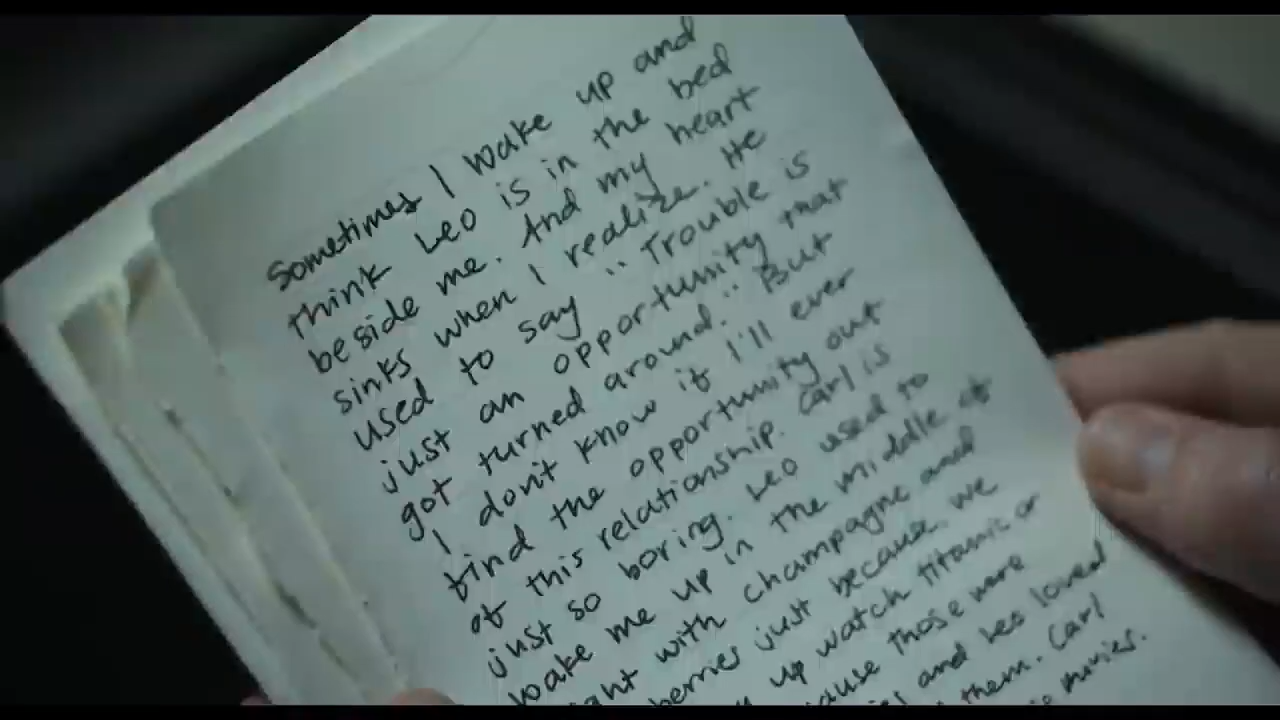 Sometimes I wake up and
think Leo is in the bed
beside me. And my heart
sinks when I realize. He
used to say "Trouble is
just an opportunity that
got turned around." But
I don't know if I'll ever
find the opportunity out
of this relationship. Carl is
just so boring. Leo used to
wake me up in the middle of
with champagne and
just because. We
up watch titanic or
those were
and Leo loved
them. Carl
movies.